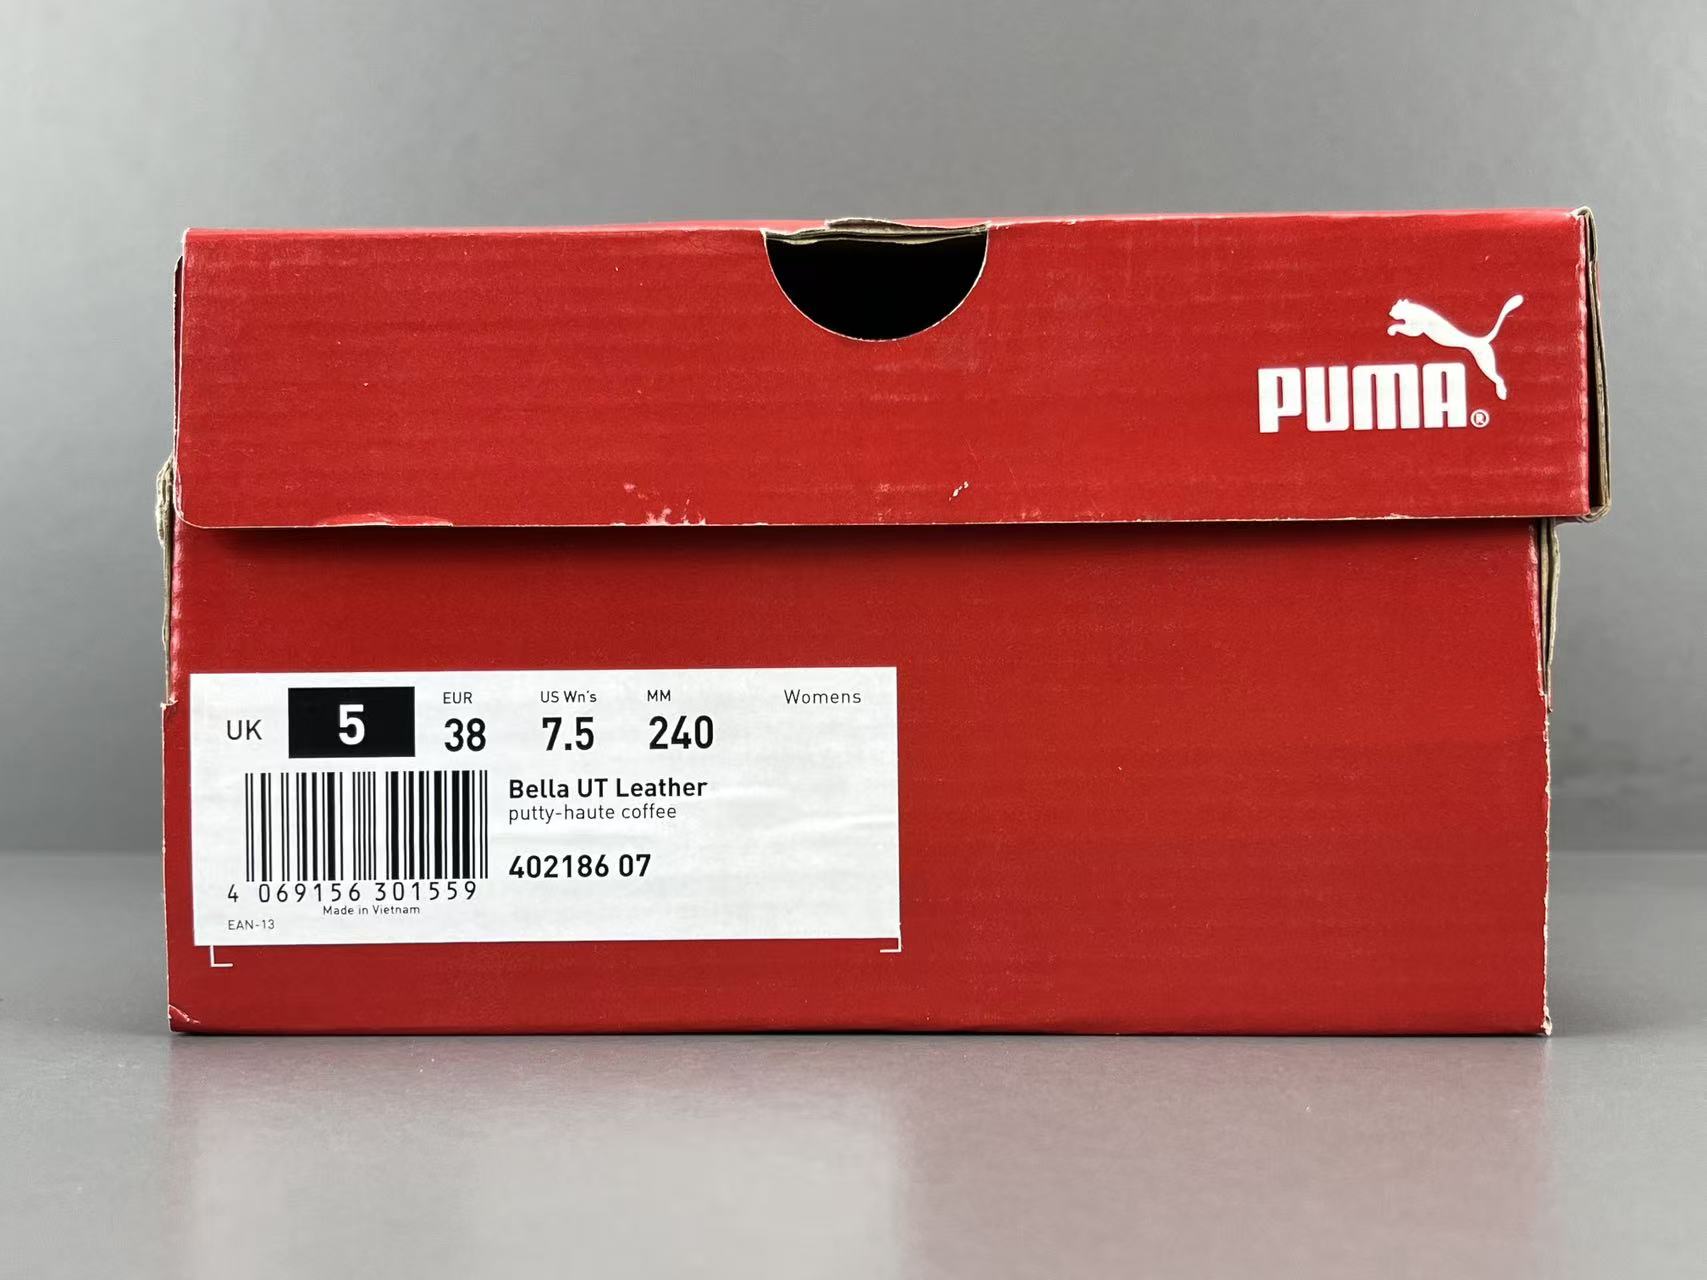 PUMA®
UK 5
EUR 38
US Wn's 7.5
MM 240
Womens
Bella UT Leather
putty-haute coffee
402186 07
4 069156 301559
Made in Vietnam
EAN-13